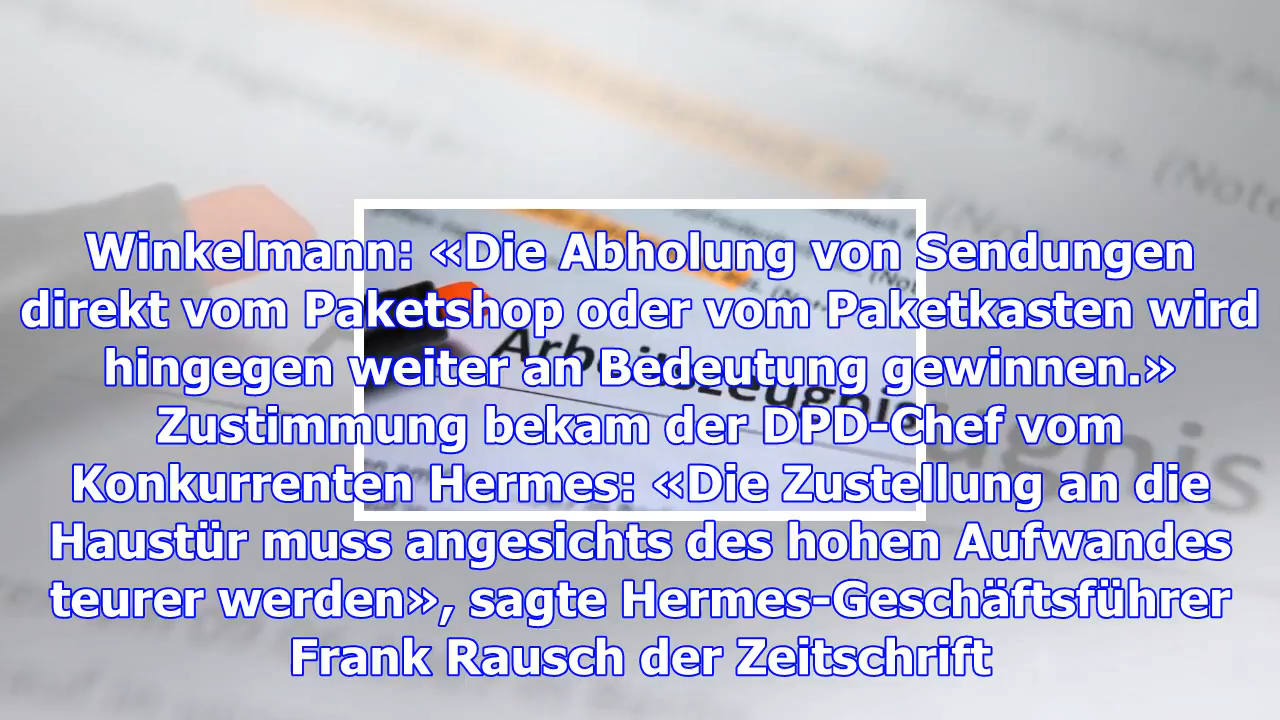 Winkelmann: «Die Abholung von Sendungen
direkt vom Paketshop oder vom Paketkasten wird
hingegen weiter an Bedeutung gewinnen.»
Zustimmung bekam der DPD-Chef vom
Konkurrenten Hermes: «Die Zustellung an die
Haustür muss angesichts des hohen Aufwandes
teurer werden», sagte Hermes-Geschäftsführer
Frank Rausch der Zeitschrift
Arbeitszeugnis